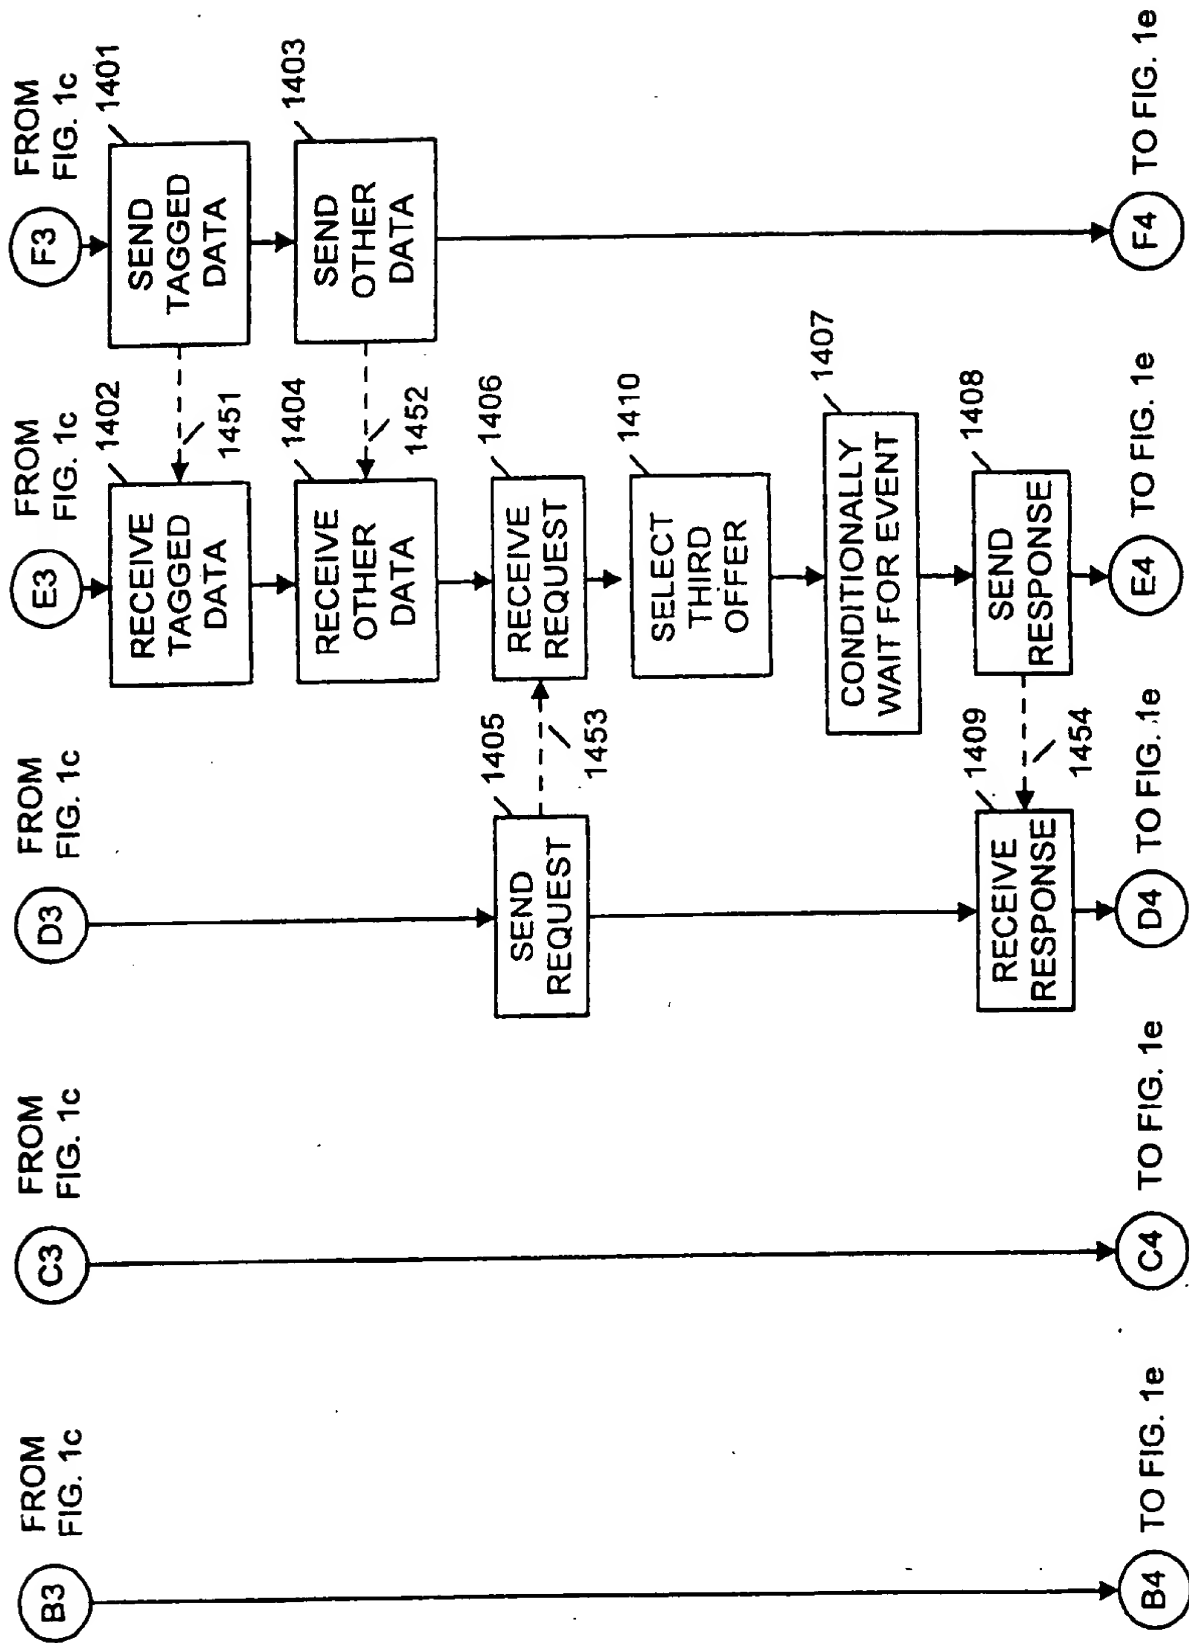 B3
FROM
FIG. 1c
C3
FROM
FIG. 1c
D3
FROM
FIG. 1c
E3
FROM
FIG. 1c
F3
FROM
FIG. 1c
1401
SEND
TAGGED
DATA
1402
RECEIVE
TAGGED
DATA
1451
1403
SEND
OTHER
DATA
1404
RECEIVE
OTHER
DATA
1452
1405
SEND
REQUEST
1453
1406
RECEIVE
REQUEST
1410
SELECT
THIRD
OFFER
1407
CONDITIONALLY
WAIT FOR EVENT
1408
SEND
RESPONSE
1409
RECEIVE
RESPONSE
1454
B4
TO FIG. 1e
C4
TO FIG. 1e
D4
TO FIG. 1e
E4
TO FIG. 1e
F4
TO FIG. 1e